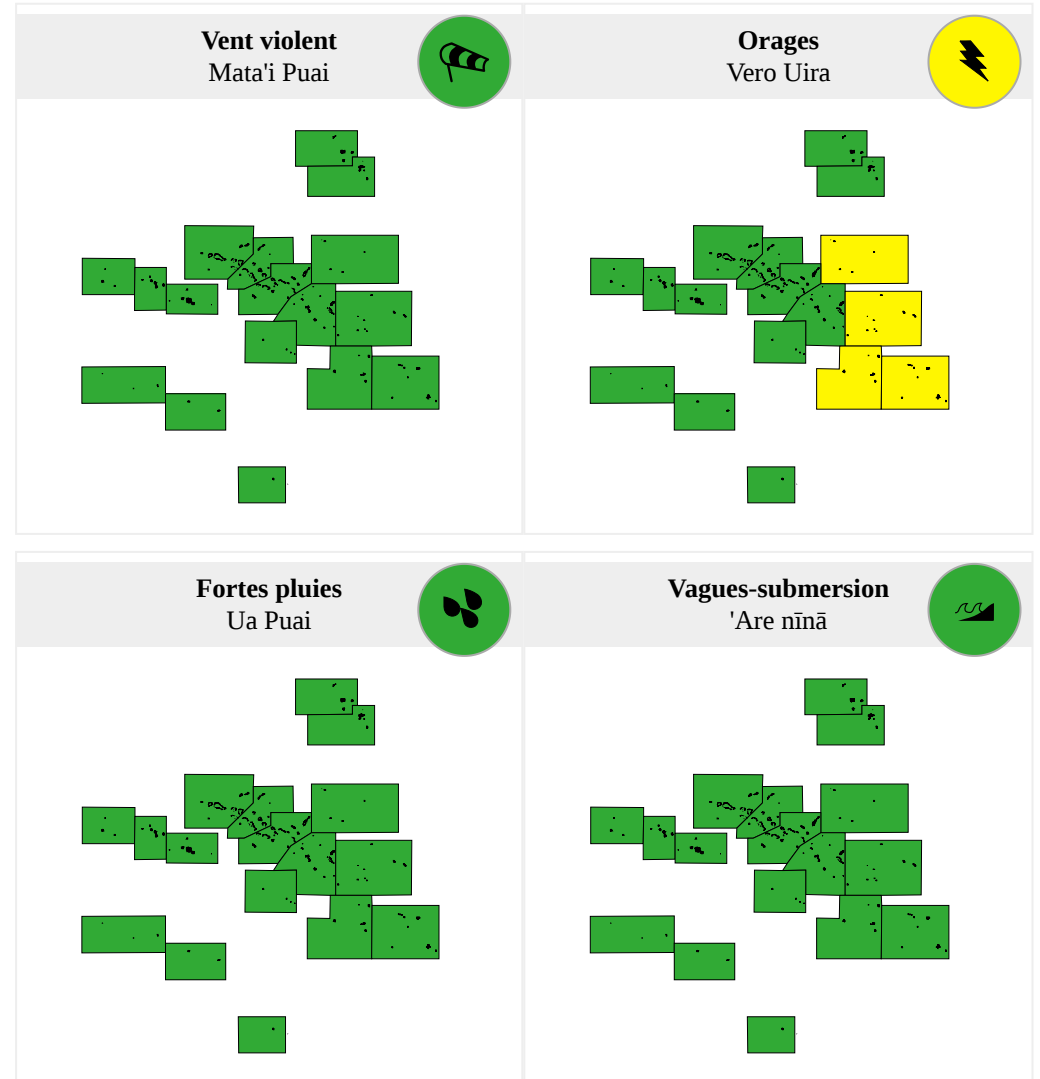 Vent violent
Mata'i Puai
Orages
Vero Uira
Fortes pluies
Ua Puai
Vagues-submersion
'Are nīnā